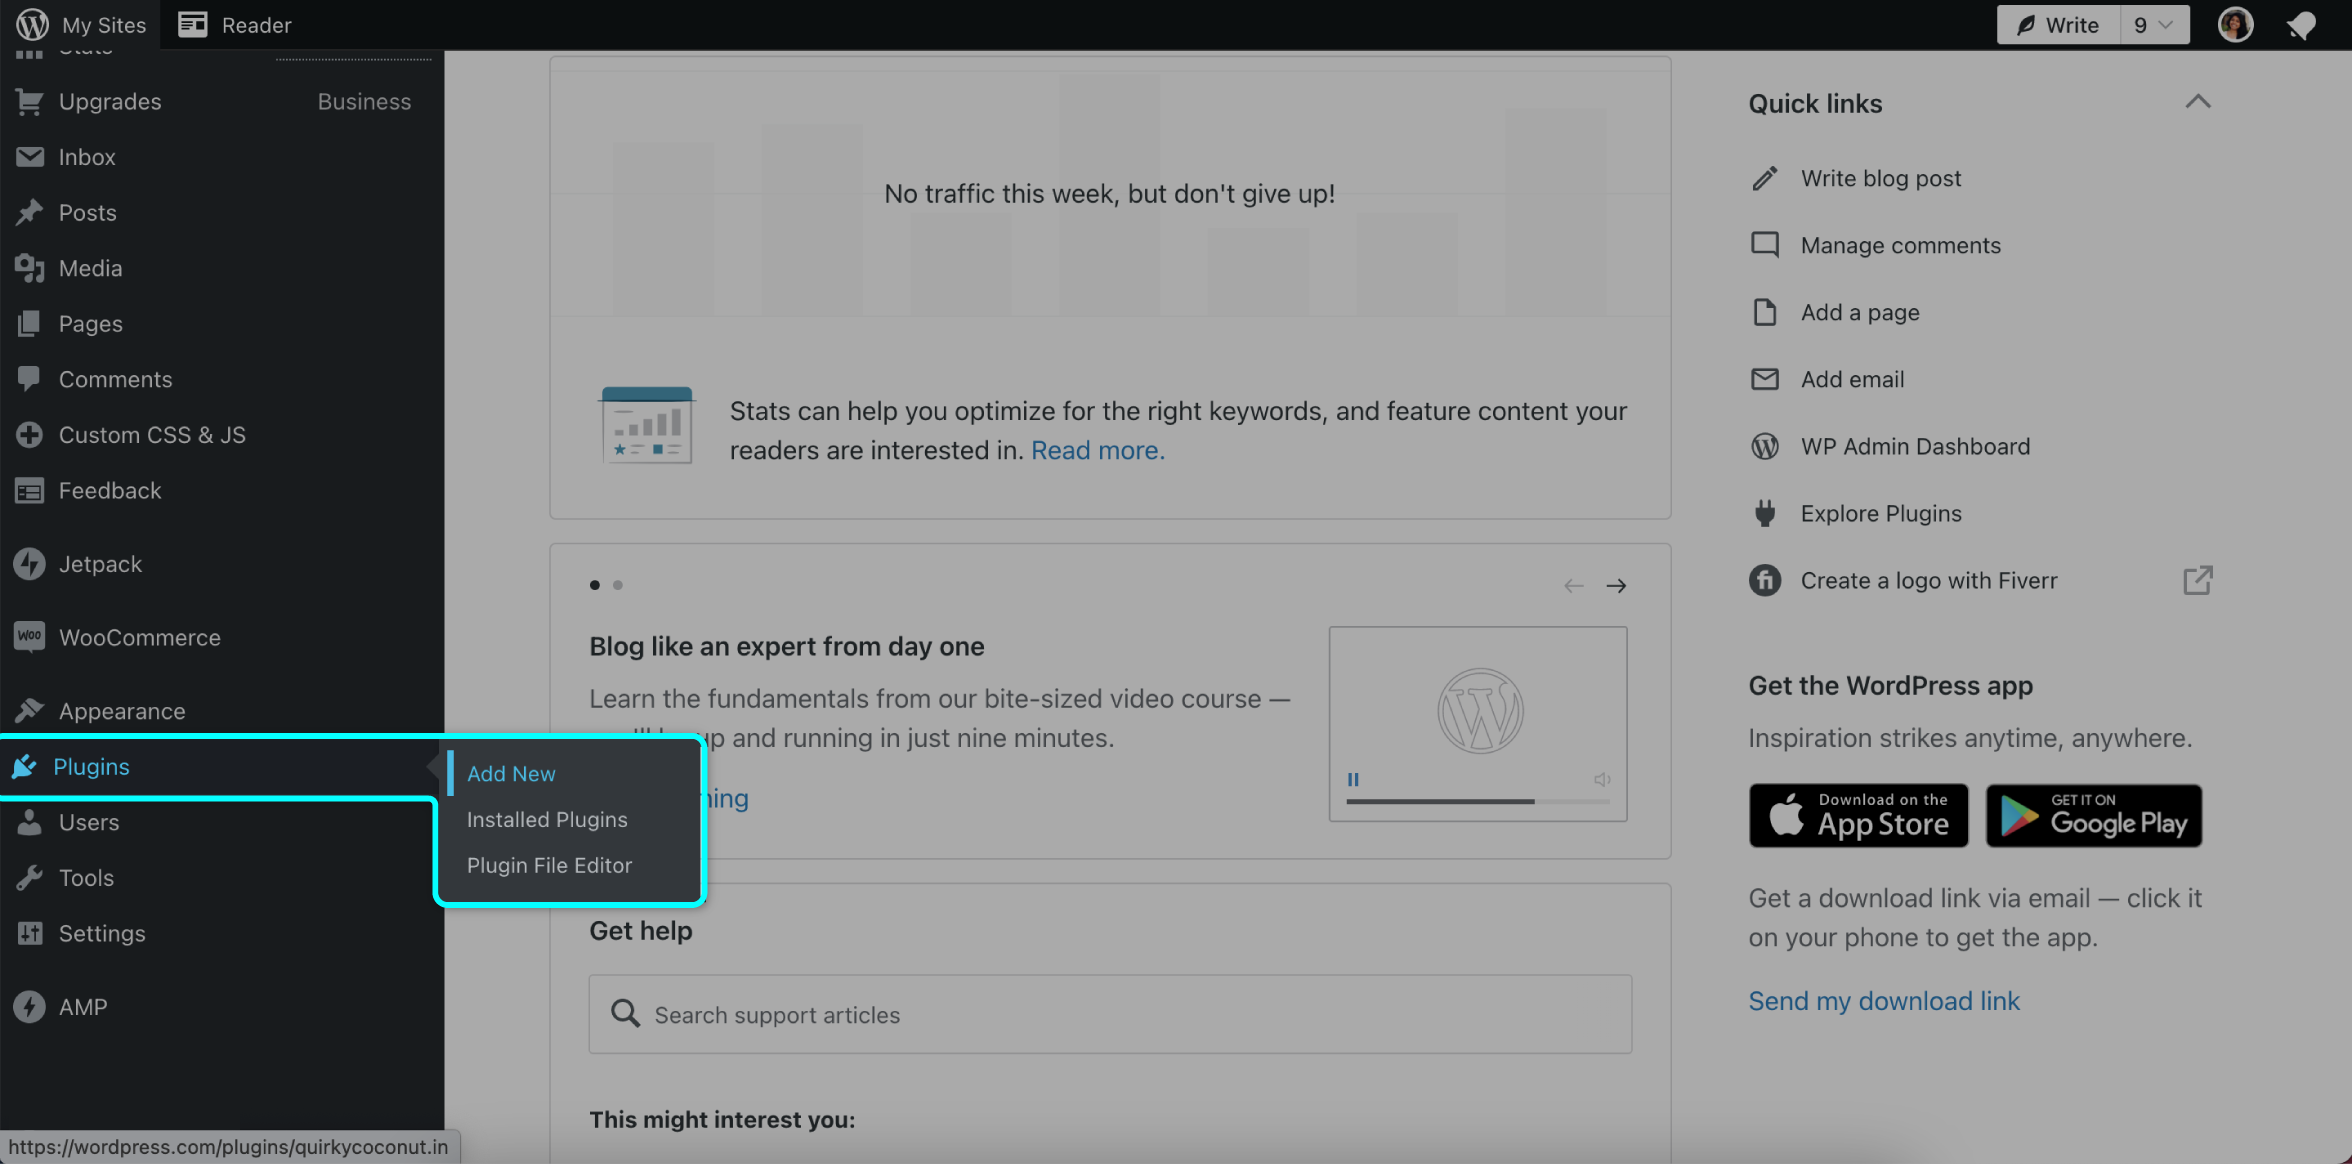 My Sites
Reader
Write
9
Stats
Upgrades
Business
Inbox
Posts
Media
Pages
Comments
Custom CSS & JS
Feedback
Jetpack
WOO
WooCommerce
Appearance
Plugins
Add New
Installed Plugins
Plugin File Editor
Users
Tools
Settings
AMP
https://wordpress.com/plugins/quirkycoconut.in
No traffic this week, but don't give up!
Stats can help you optimize for the right keywords, and feature content your
readers are interested in. Read more.
Blog like an expert from day one
Learn the fundamentals from our bite-sized video course —
up and running in just nine minutes.
Get help
Search support articles
This might interest you:
Quick links
Write blog post
Manage comments
Add a page
Add email
WP Admin Dashboard
Explore Plugins
fi
Create a logo with Fiverr
Get the WordPress app
Inspiration strikes anytime, anywhere.
Download on the
App Store
GET IT ON
Google Play
Get a download link via email — click it
on your phone to get the app.
Send my download link